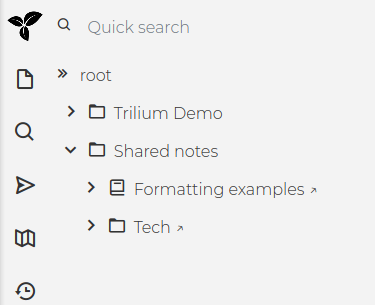 Quick search
root
Trilium Demo
Shared notes
Formatting examples
Tech